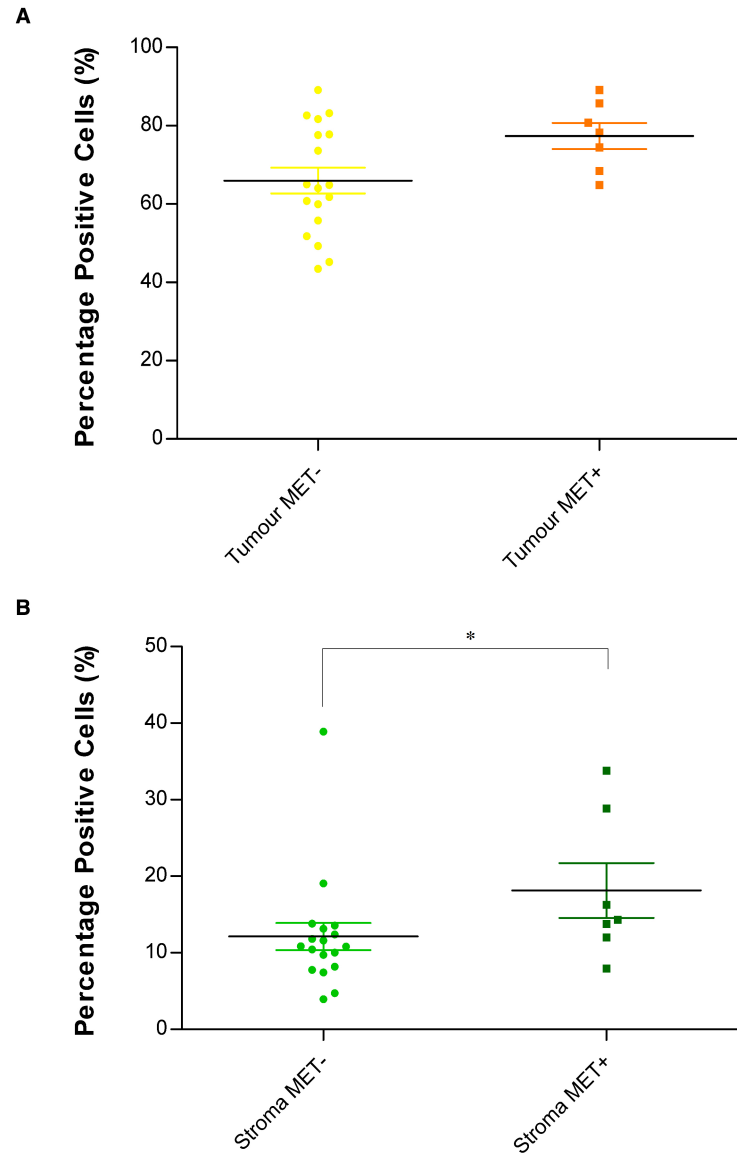 A
Percentage Positive Cells (%)
100
80
60
40
20
0
Tumour MET-
Tumour MET+
B
Percentage Positive Cells (%)
50
40
30
20
10
0
*
Stroma MET-
Stroma MET+